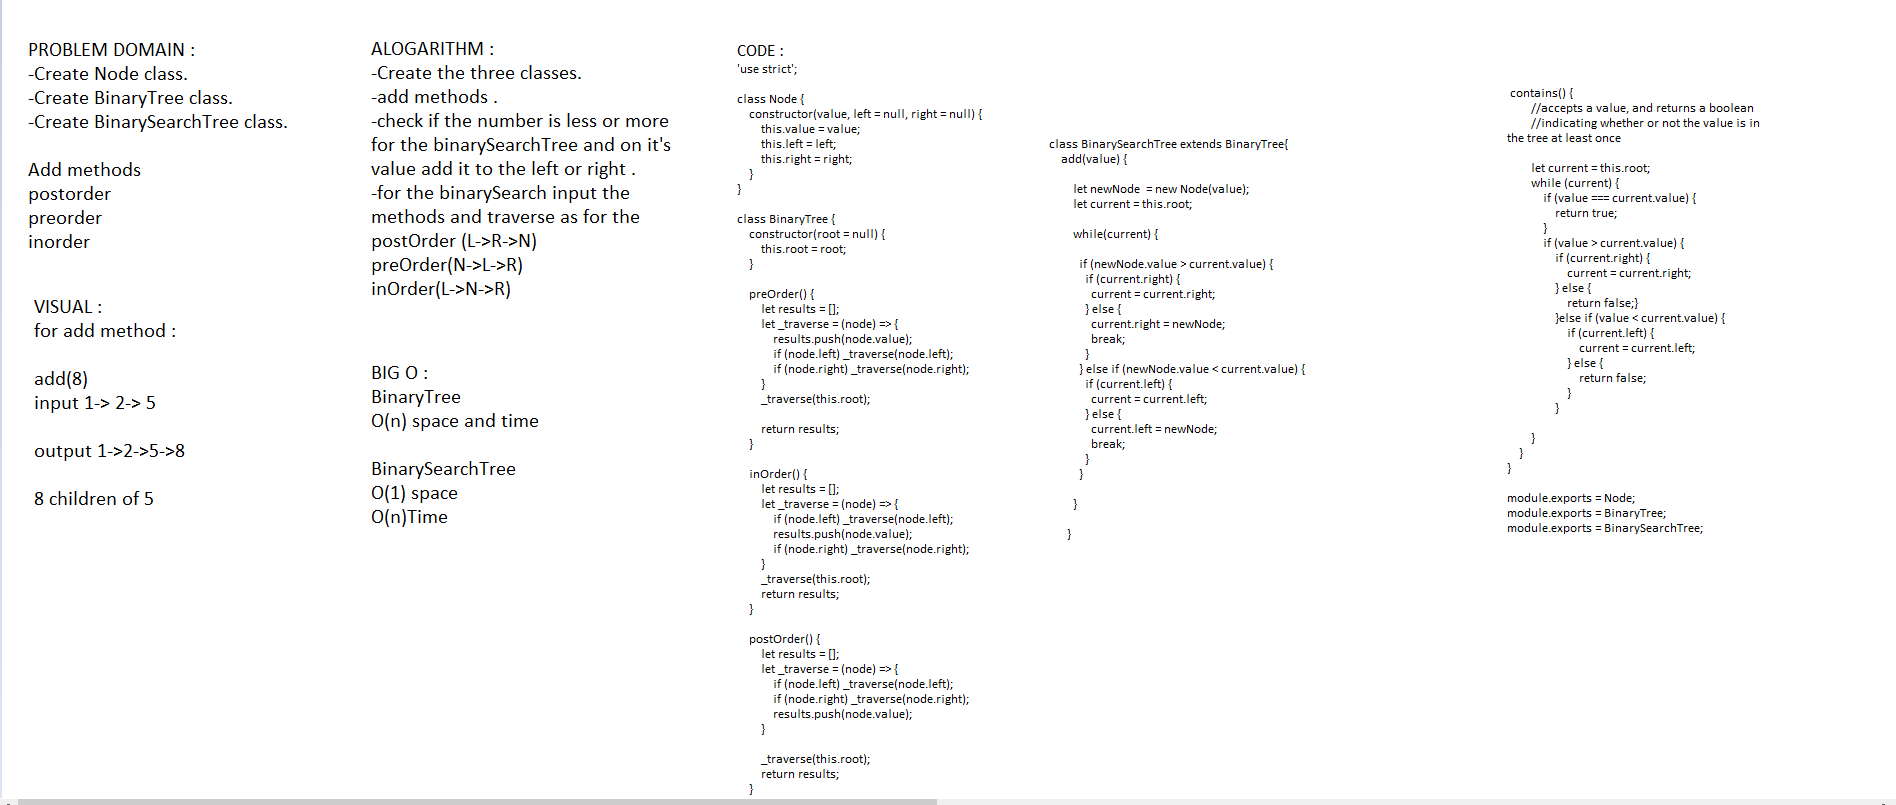 PROBLEM DOMAIN :
-Create Node class.
-Create BinaryTree class.
-Create BinarySearchTree class.
Add methods
postorder
preorder
inorder
VISUAL :
for add method :
add(8)
input 1-> 2-> 5
output 1->2->5->8
8 children of 5
ALOGARITHM :
-Create the three classes.
-add methods .
-check if the number is less or more
for the binarySearchTree and on it's
value add it to the left or right .
-for the binarySearch input the
methods and traverse as for the
postOrder (L->R->N)
preOrder(N->L->R)
inOrder(L->N->R)
BIG O :
BinaryTree
O(n) space and time
BinarySearchTree
O(1) space
O(n)Time
CODE :
'use strict';
class Node {
constructor(value, left = null, right = null) {
this.value = value;
this.left = left;
this.right = right;
}
}
class BinaryTree {
constructor(root = null) {
this.root = root;
}
preOrder() {
let results = [];
let _traverse = (node) => {
results.push(node.value);
if (node.left) _traverse(node.left);
if (node.right) _traverse(node.right);
}
_traverse(this.root);
return results;
}
inOrder() {
let results = [];
let _traverse = (node) => {
if (node.left) _traverse(node.left);
results.push(node.value);
if (node.right) _traverse(node.right);
}
_traverse(this.root);
return results;
}
postOrder() {
let results = [];
let _traverse = (node) => {
if (node.left) _traverse(node.left);
if (node.right) _traverse(node.right);
results.push(node.value);
}
_traverse(this.root);
return results;
}
class BinarySearchTree extends BinaryTree{
add(value) {
let newNode = new Node(value);
let current = this.root;
while(current) {
if (newNode.value > current.value) {
if (current.right) {
current = current.right;
} else {
current.right = newNode;
break;
}
} else if (newNode.value < current.value) {
if (current.left) {
current = current.left;
} else {
current.left = newNode;
break;
}
}
}
}
contains() {
//accepts a value, and returns a boolean
//indicating whether or not the value is in
the tree at least once
let current = this.root;
while (current) {
if (value === current.value) {
return true;
}
if (value > current.value) {
if (current.right) {
current = current.right;
} else {
return false;}
}else if (value < current.value) {
if (current.left) {
current = current.left;
} else {
return false;
}
}
}
}
}
module.exports = Node;
module.exports = BinaryTree;
module.exports = BinarySearchTree;